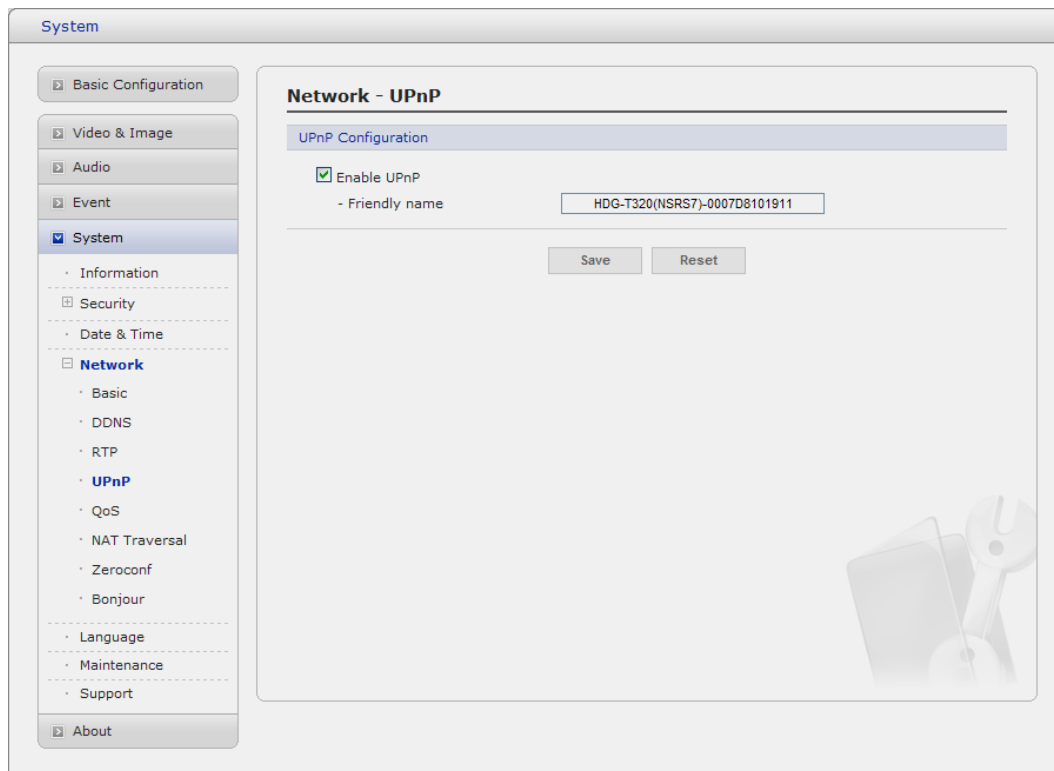 System
Basic Configuration
Video & Image
Audio
Event
System
Information
Security
Date & Time
Network
Basic
DDNS
RTP
UPnP
QoS
NAT Traversal
Zeroconf
Bonjour
Language
Maintenance
Support
About
Network - UPnP
UPnP Configuration
Enable UPnP
- Friendly name HDG-T320(NSRS7)-0007D8101911
Save Reset